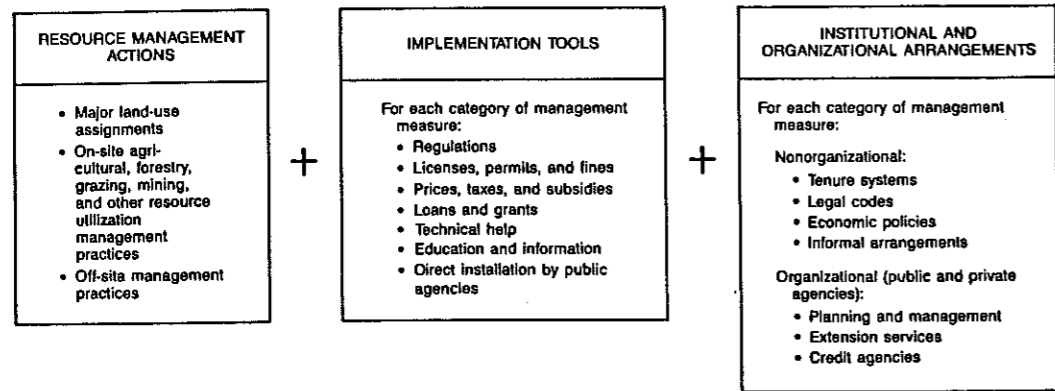 RESOURCE MANAGEMENT
ACTIONS
• Major land-use
assignments
• On-site agri-
cultural, forestry,
grazing, mining,
and other resource
utilization
management
practices
• Off-site management
practices
+
IMPLEMENTATION TOOLS
For each category of management
measure:
• Regulations
• Licenses, permits, and fines
• Prices, taxes, and subsidies
• Loans and grants
• Technical help
• Education and information
• Direct installation by public
agencies
+
INSTITUTIONAL AND
ORGANIZATIONAL ARRANGEMENTS
For each category of management
measure:
Nonorganizational:
• Tenure systems
• Legal codes
• Economic policies
• Informal arrangements
Organizational (public and private
agencies):
• Planning and management
• Extension services
• Credit agencies